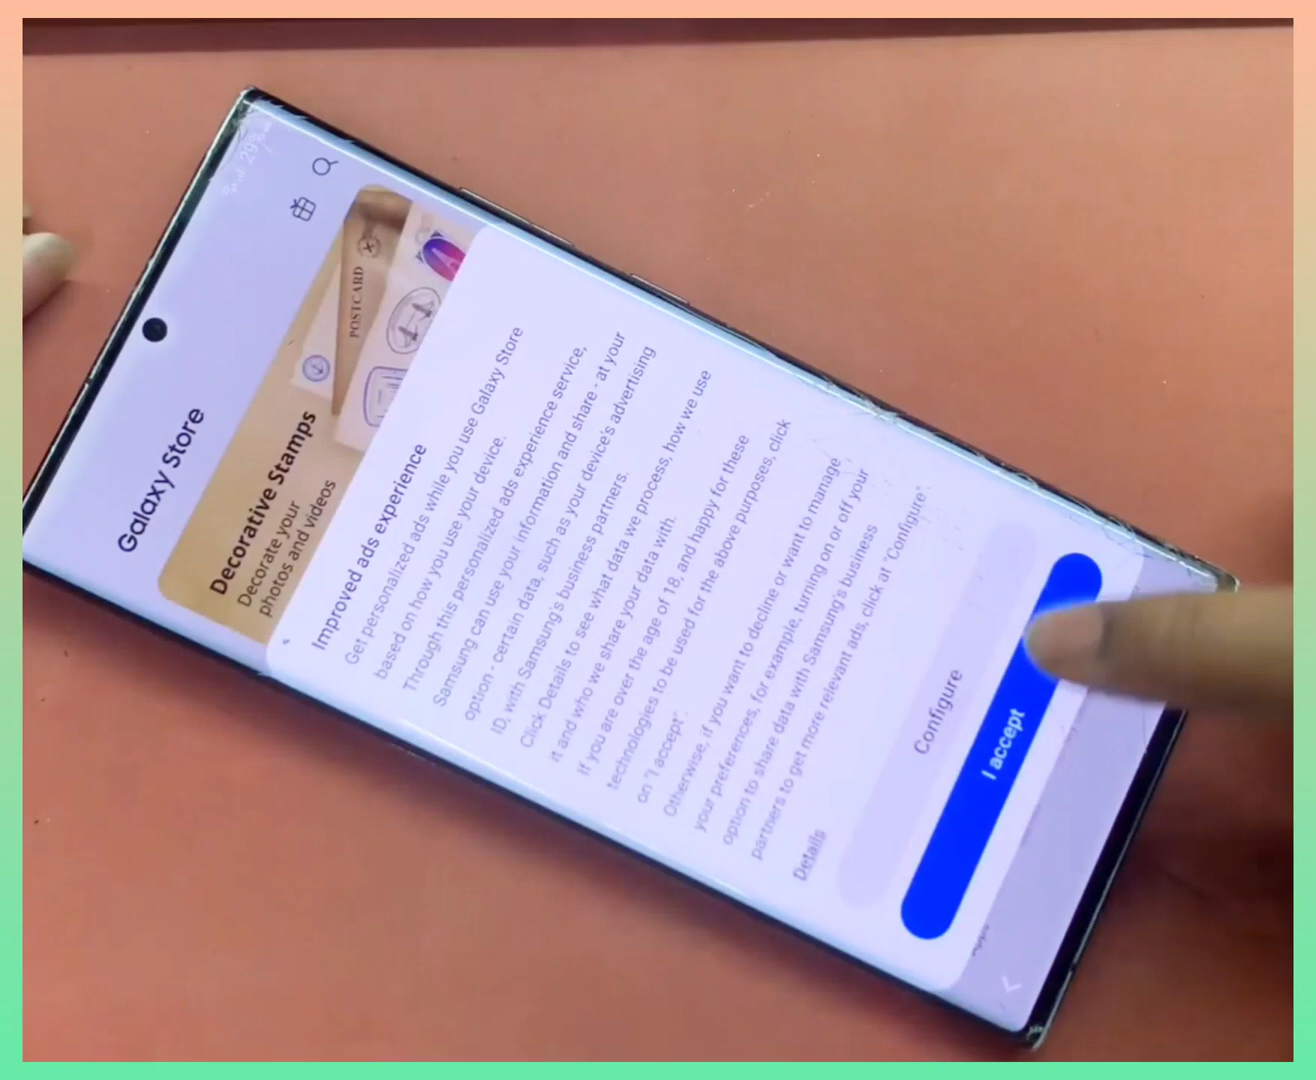 29%
Galaxy Store
Decorative Stamps
Decorate your
photos and videos
POSTCARD
A
Improved ads experience
Get personalized ads while you use Galaxy Store
based on how you use your device.
Through this personalized ads experience service,
Samsung can use your information and share - at your
option - certain data, such as your device's advertising
ID, with Samsung's business partners.
Click Details to see what data we process, how we use
it and who we share your data with.
If you are over the age of 18, and happy for these
technologies to be used for the above purposes, click
on "I accept".
Otherwise, if you want to decline or want to manage
your preferences, for example, turning on or off your
option to share data with Samsung's business
partners to get more relevant ads, click at "Configure".
Details
Configure
I accept